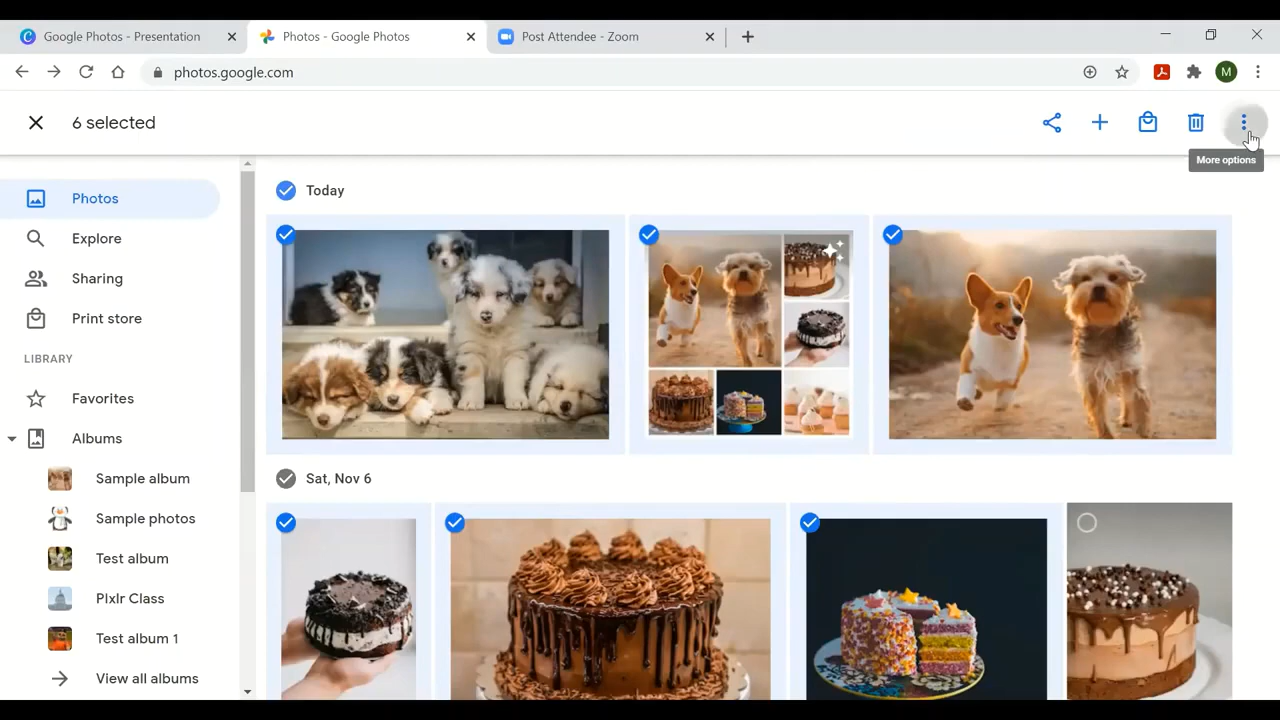 Google Photos - Presentation
Photos - Google Photos
Post Attendee - Zoom
photos.google.com
M
6 selected
More options
Photos
Explore
Sharing
Print store
LIBRARY
Favorites
Albums
Sample album
Sample photos
Test album
PIxlr Class
Test album 1
View all albums
Today
Sat, Nov 6